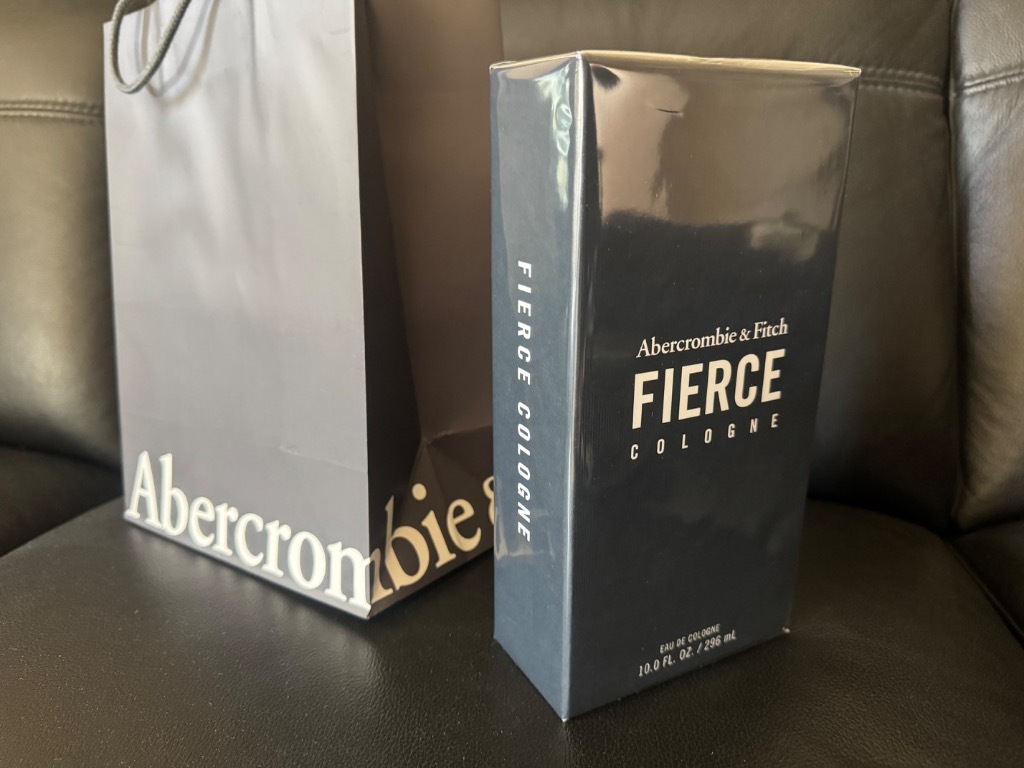 Abercrombie &
FIERCE COLOGNE
Abercrombie & Fitch
FIERCE
COLOGNE
EAU DE COLOGNE
10.0 FL. OZ. / 296 mL